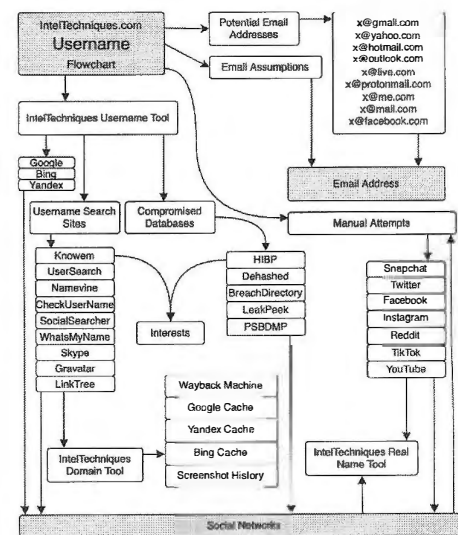 IntelTechniques.com
Username
Flowchart
Potential Email
Addresses
Email Assumptions
x@gmail.com
x@yahoo.com
x@hotmail.com
x@outlook.com
x@live.com
x@protonmail.com
x@me.com
x@mail.com
x@facebook.com
IntelTechniques Username Tool
Email Address
Google
Bing
Yandex
Username Search
Sites
Compromised
Databases
Manual Attempts
Knowem
UserSearch
Namevine
CheckUserName
SocialSearcher
WhatsMyName
Skype
Gravatar
LinkTree
Interests
HIBP
Dehashed
BreachDirectory
LeakPeek
PSBDMP
Snapchat
Twitter
Facebook
Instagram
Reddit
TikTok
YouTube
Wayback Machine
Google Cache
Yandex Cache
Bing Cache
Screenshot History
IntelTechniques
Domain Tool
IntelTechniques Real
Name Tool
Social Networks